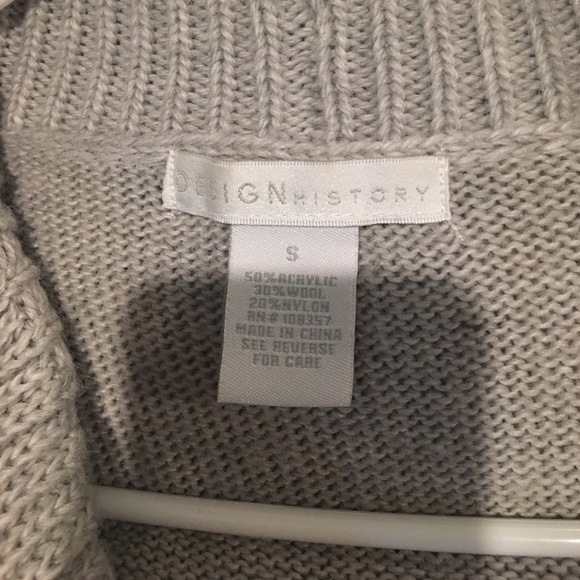 DESIGNHISTORY
S
50%ACRYLIC
30%WOOL
20%NYLON
RN#108357
MADE IN CHINA
SEE REVERSE
FOR CARE